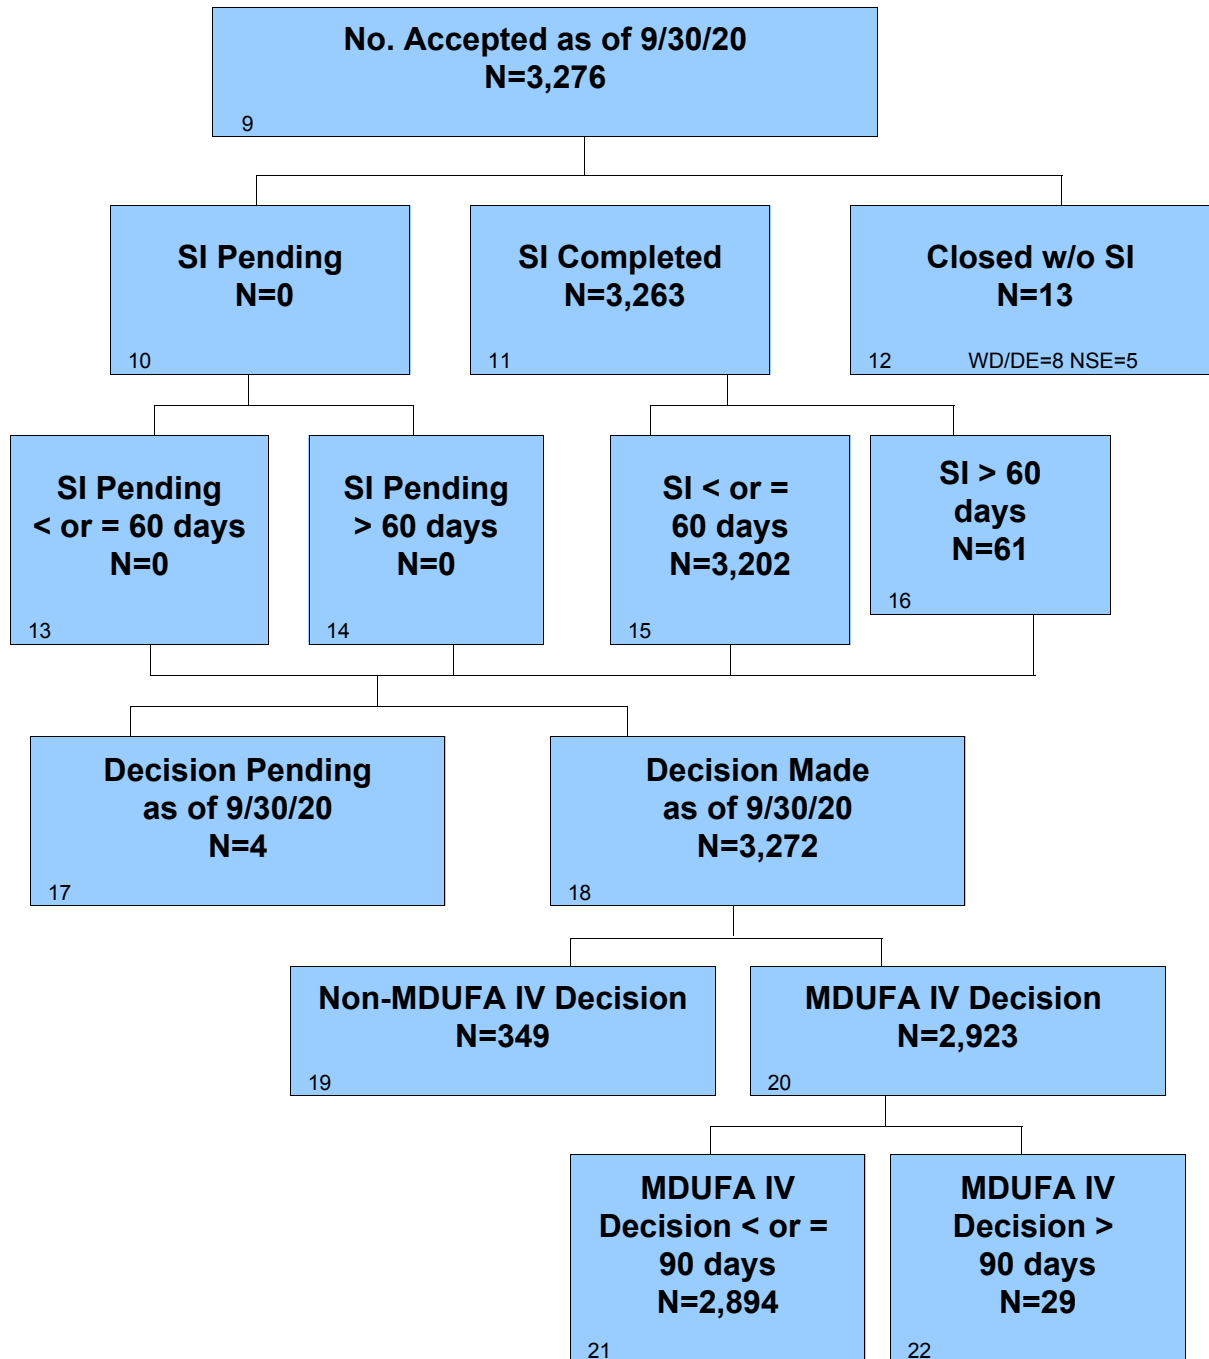 No. Accepted as of 9/30/20
N=3,276
9
SI Pending
N=0
10
SI Completed
N=3,263
11
Closed w/o SI
N=13
12 WD/DE=8 NSE=5
SI Pending
< or = 60 days
N=0
13
SI Pending
> 60 days
N=0
14
SI < or =
60 days
N=3,202
15
SI > 60
days
N=61
16
Decision Pending
as of 9/30/20
N=4
17
Decision Made
as of 9/30/20
N=3,272
18
Non-MDUFA IV Decision
N=349
19
MDUFA IV Decision
N=2,923
20
MDUFA IV
Decision < or =
90 days
N=2,894
21
MDUFA IV
Decision >
90 days
N=29
22